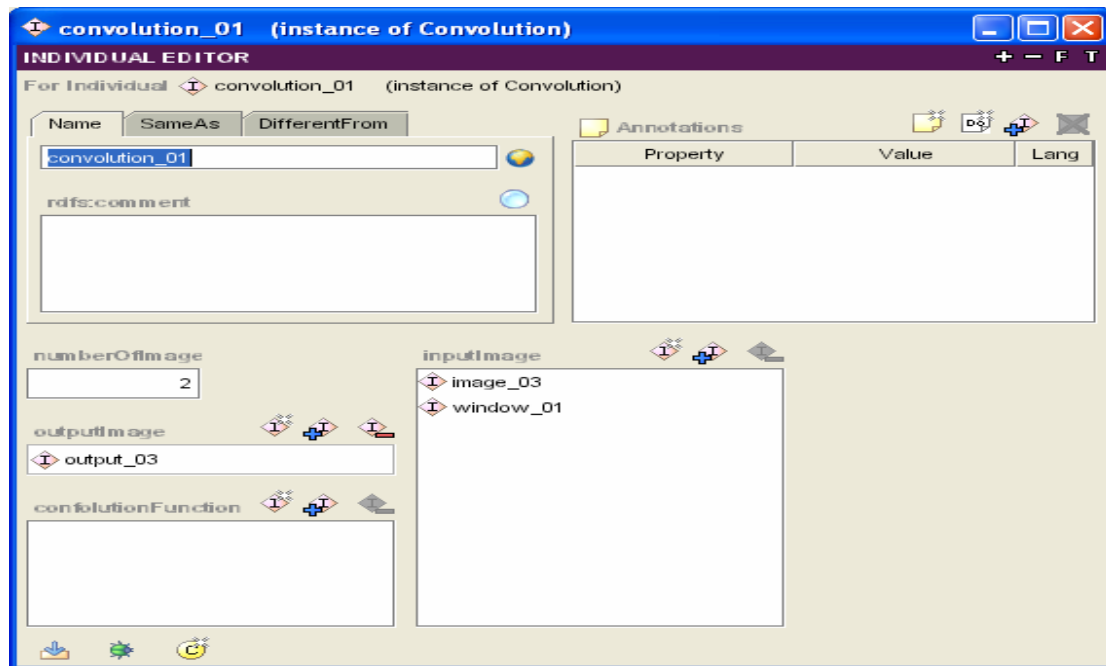 convolution_01 (instance of Convolution)
INDIVIDUAL EDITOR + − F T
For Individual convolution_01 (instance of Convolution)
Name SameAs DifferentFrom
Annotations
convolution_01
Property Value Lang
rdfs:comment
numberOfImage
2
inputImage
image_03
window_01
outputImage
output_03
confolutionFunction